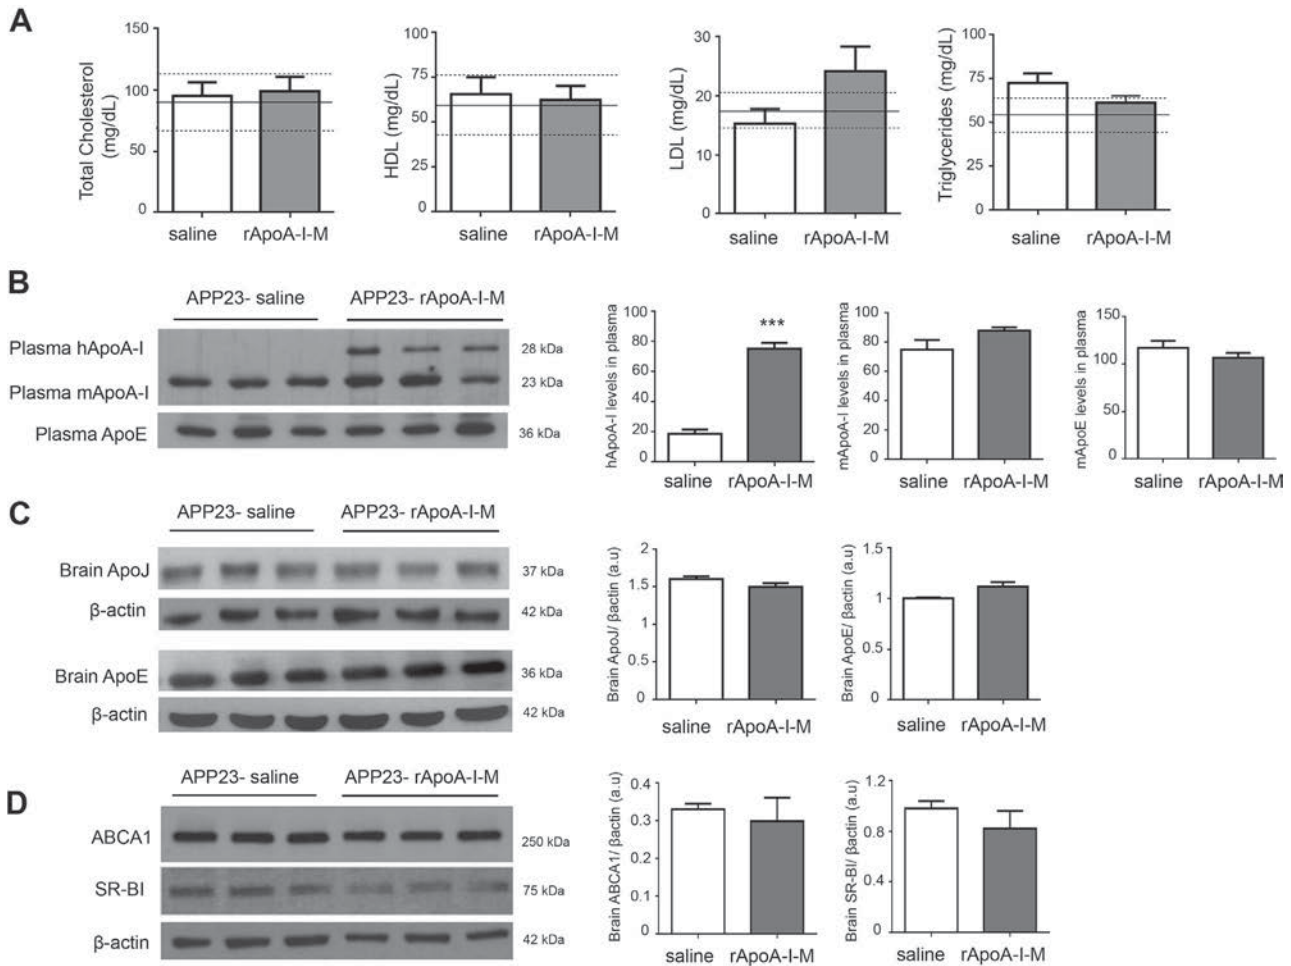 A
Total Cholesterol
(mg/dL)
150
100
50
0
saline rApoA-I-M
HDL (mg/dL)
100
75
50
25
0
saline rApoA-I-M
LDL (mg/dL)
30
20
10
0
saline rApoA-I-M
Triglycerides (mg/dL)
100
75
50
25
0
saline rApoA-I-M
B
APP23- saline APP23- rApoA-I-M
Plasma hApoA-I 28 kDa
Plasma mApoA-I 23 kDa
Plasma ApoE 36 kDa
hApoA-I levels in plasma
100
80
60
40
20
0
***
saline rApoA-I-M
mApoA-I levels in plasma
100
80
60
40
20
0
saline rApoA-I-M
mApoE levels in plasma
150
100
50
0
saline rApoA-I-M
C
APP23- saline APP23- rApoA-I-M
Brain ApoJ 37 kDa
β-actin 42 kDa
Brain ApoE 36 kDa
β-actin 42 kDa
Brain ApoJ/ βactin (a.u)
2
1.5
1
0.5
0
saline rApoA-I-M
Brain ApoE/ βactin (a.u)
1.5
1
0.5
0
saline rApoA-I-M
D
APP23- saline APP23- rApoA-I-M
ABCA1 250 kDa
SR-BI 75 kDa
β-actin 42 kDa
Brain ABCA1/ βactin (a.u)
0.4
0.3
0.2
0.1
0
saline rApoA-I-M
Brain SR-BI/ βactin (a.u)
1.2
0.8
0.4
0
saline rApoA-I-M